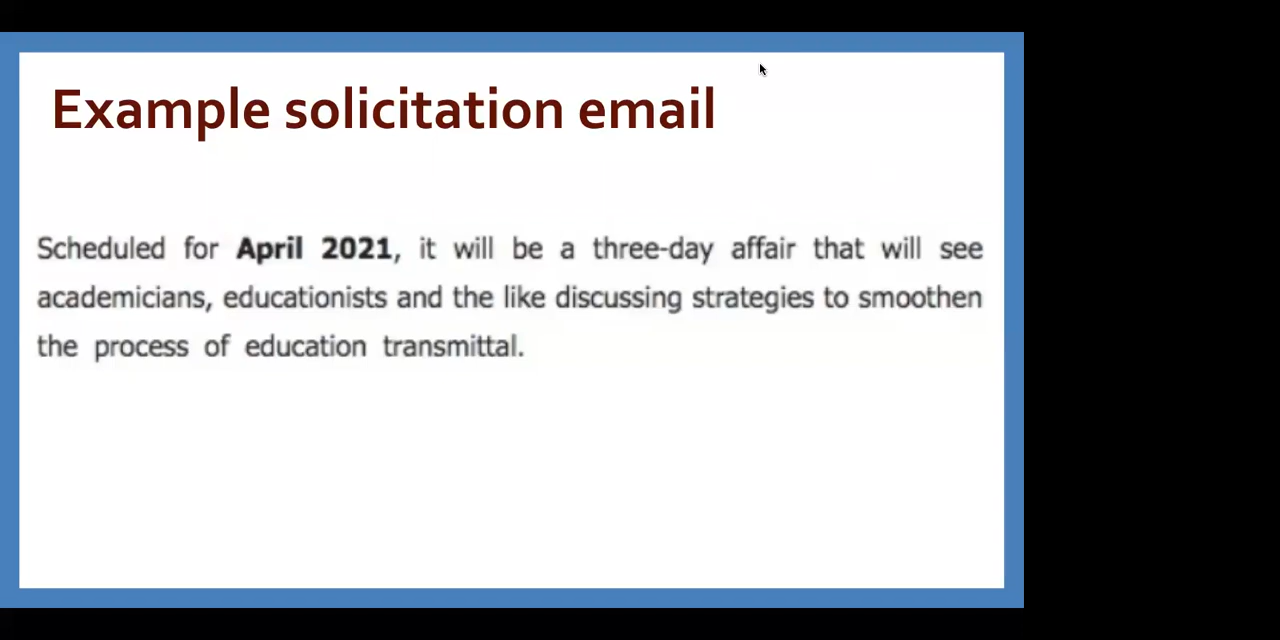 Example solicitation email
Scheduled for April 2021, it will be a three-day affair that will see
academicians, educationists and the like discussing strategies to smoothen
the process of education transmittal.